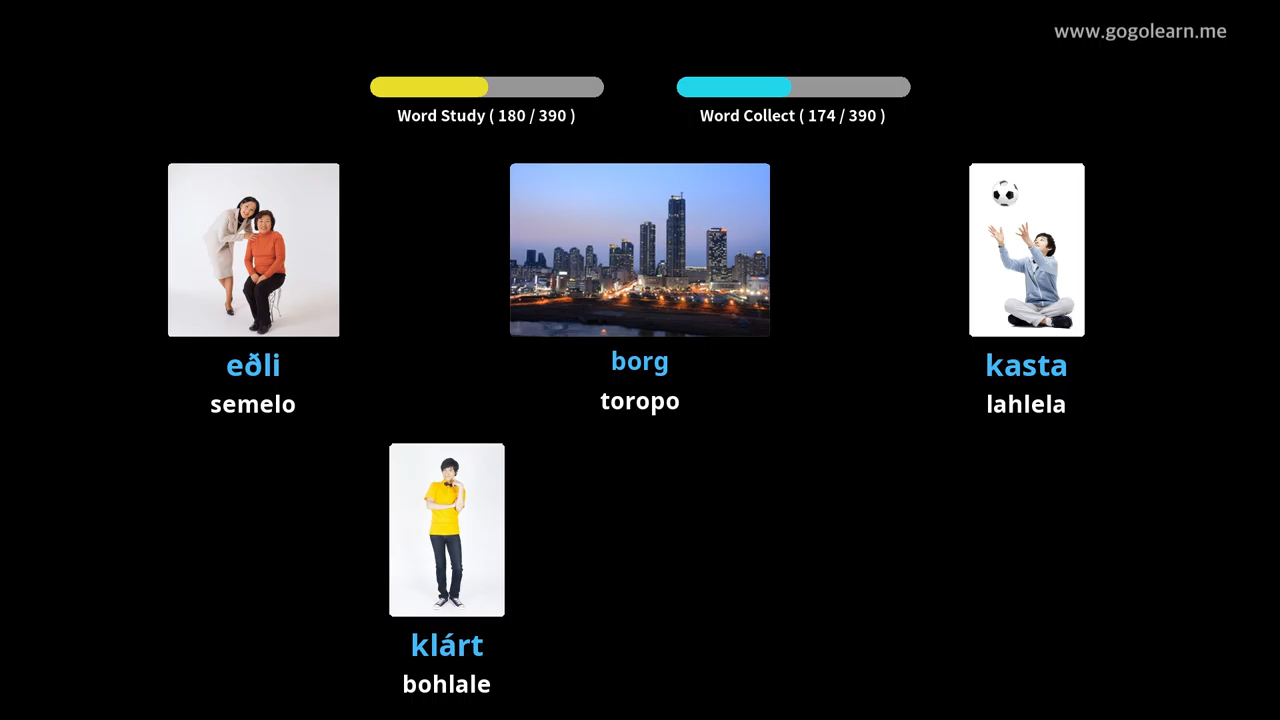 www.gogolearn.me
Word Study ( 180 / 390 )
Word Collect ( 174 / 390 )
eðli
semelo
borg
toropo
kasta
lahlela
klárt
bohlale